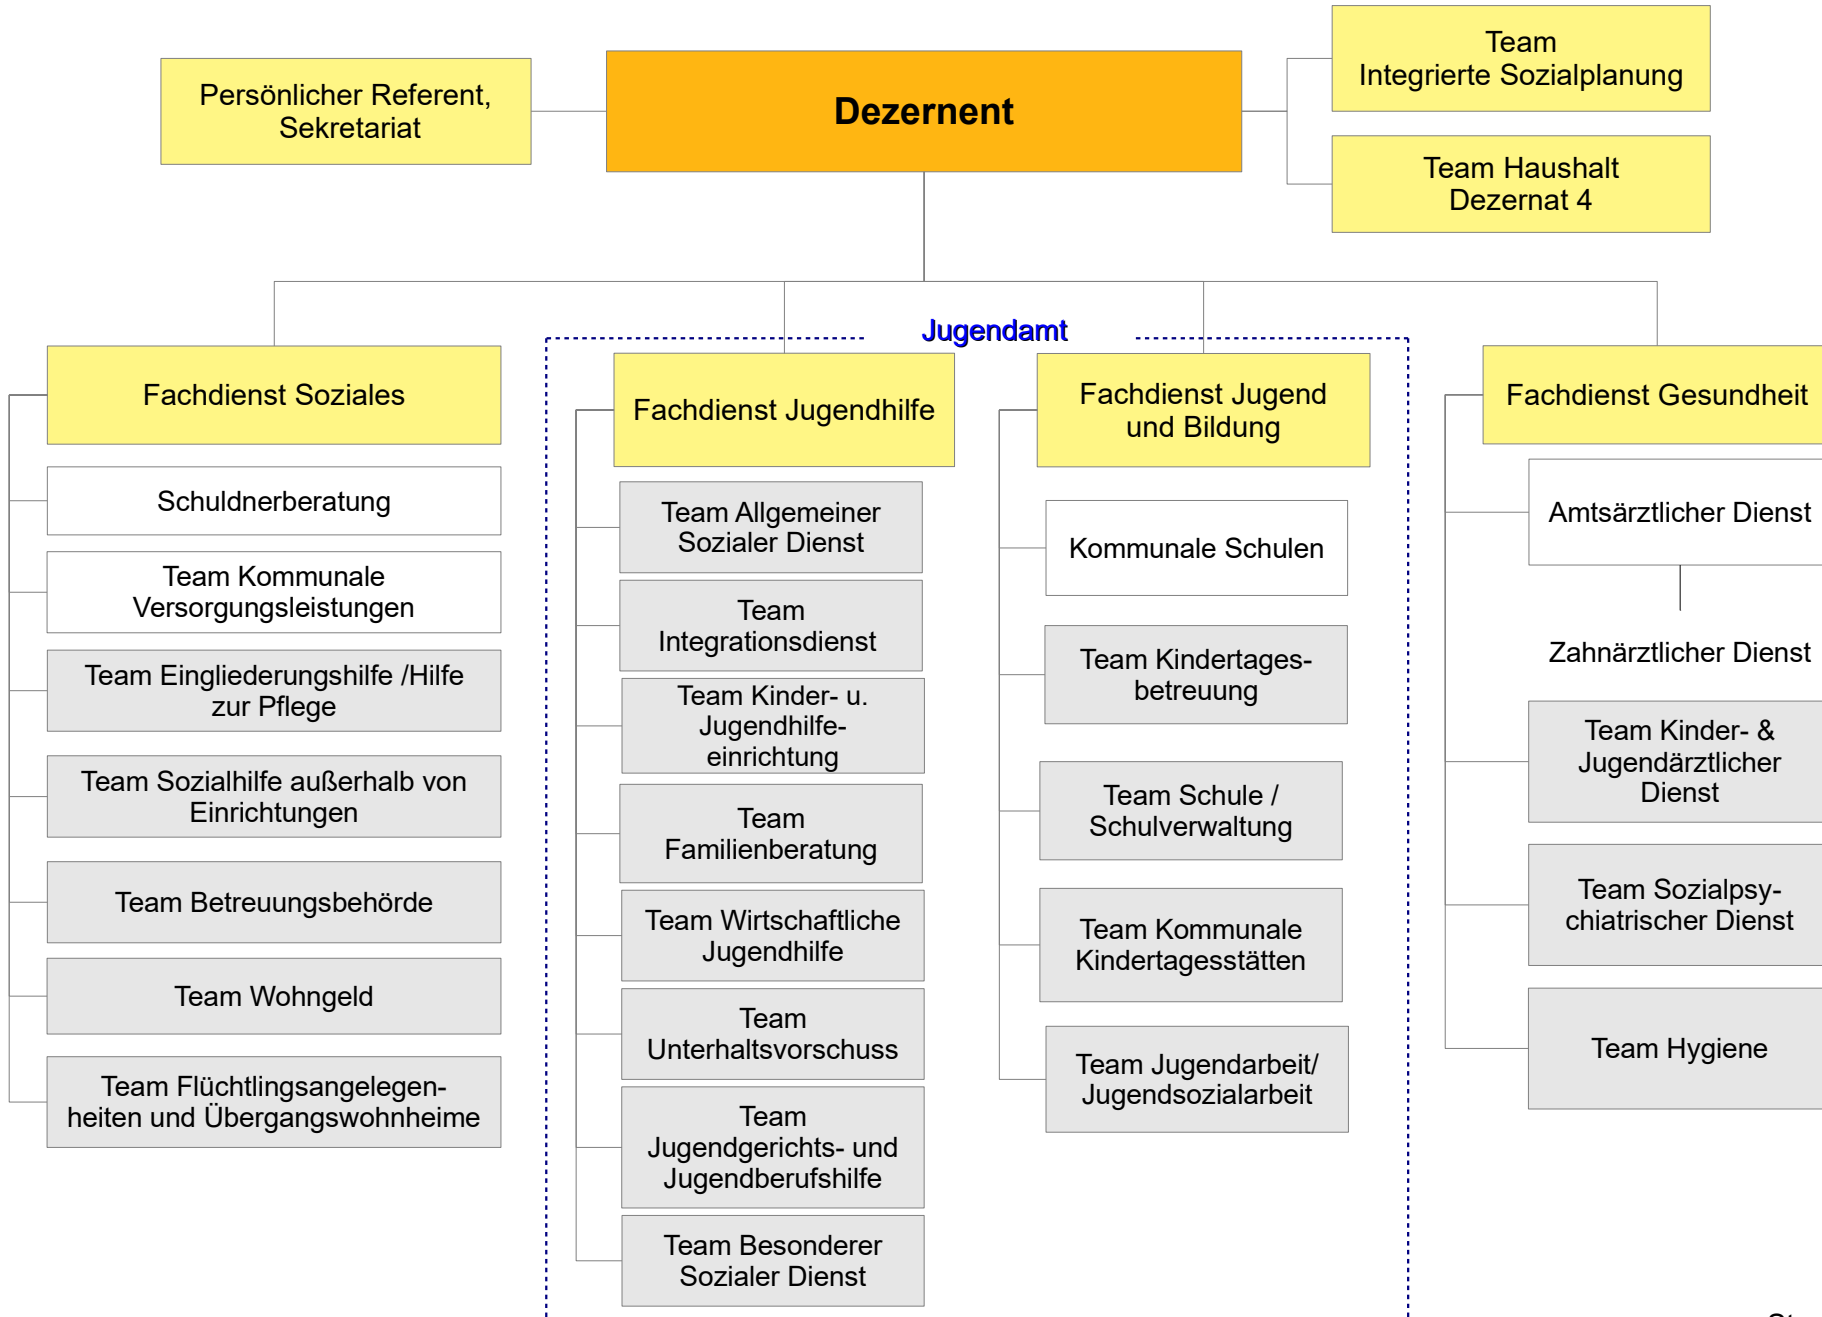 Persönlicher Referent,
Sekretariat
Dezernent
Team
Integrierte Sozialplanung
Team Haushalt
Dezernat 4
Jugendamt
Fachdienst Soziales
Schuldnerberatung
Team Kommunale
Versorgungsleistungen
Team Eingliederungshilfe /Hilfe
zur Pflege
Team Sozialhilfe außerhalb von
Einrichtungen
Team Betreuungsbehörde
Team Wohngeld
Team Flüchtlingsangelegen-
heiten und Übergangswohnheime
Fachdienst Jugendhilfe
Team Allgemeiner
Sozialer Dienst
Team
Integrationsdienst
Team Kinder- u.
Jugendhilfe-
einrichtung
Team
Familienberatung
Team Wirtschaftliche
Jugendhilfe
Team
Unterhaltsvorschuss
Team
Jugendgerichts- und
Jugendberufshilfe
Team Besonderer
Sozialer Dienst
Fachdienst Jugend
und Bildung
Kommunale Schulen
Team Kindertages-
betreuung
Team Schule /
Schulverwaltung
Team Kommunale
Kindertagesstätten
Team Jugendarbeit/
Jugendsozialarbeit
Fachdienst Gesundheit
Amtsärztlicher Dienst
Zahnärztlicher Dienst
Team Kinder- &
Jugendärztlicher
Dienst
Team Sozialpsy-
chiatrischer Dienst
Team Hygiene